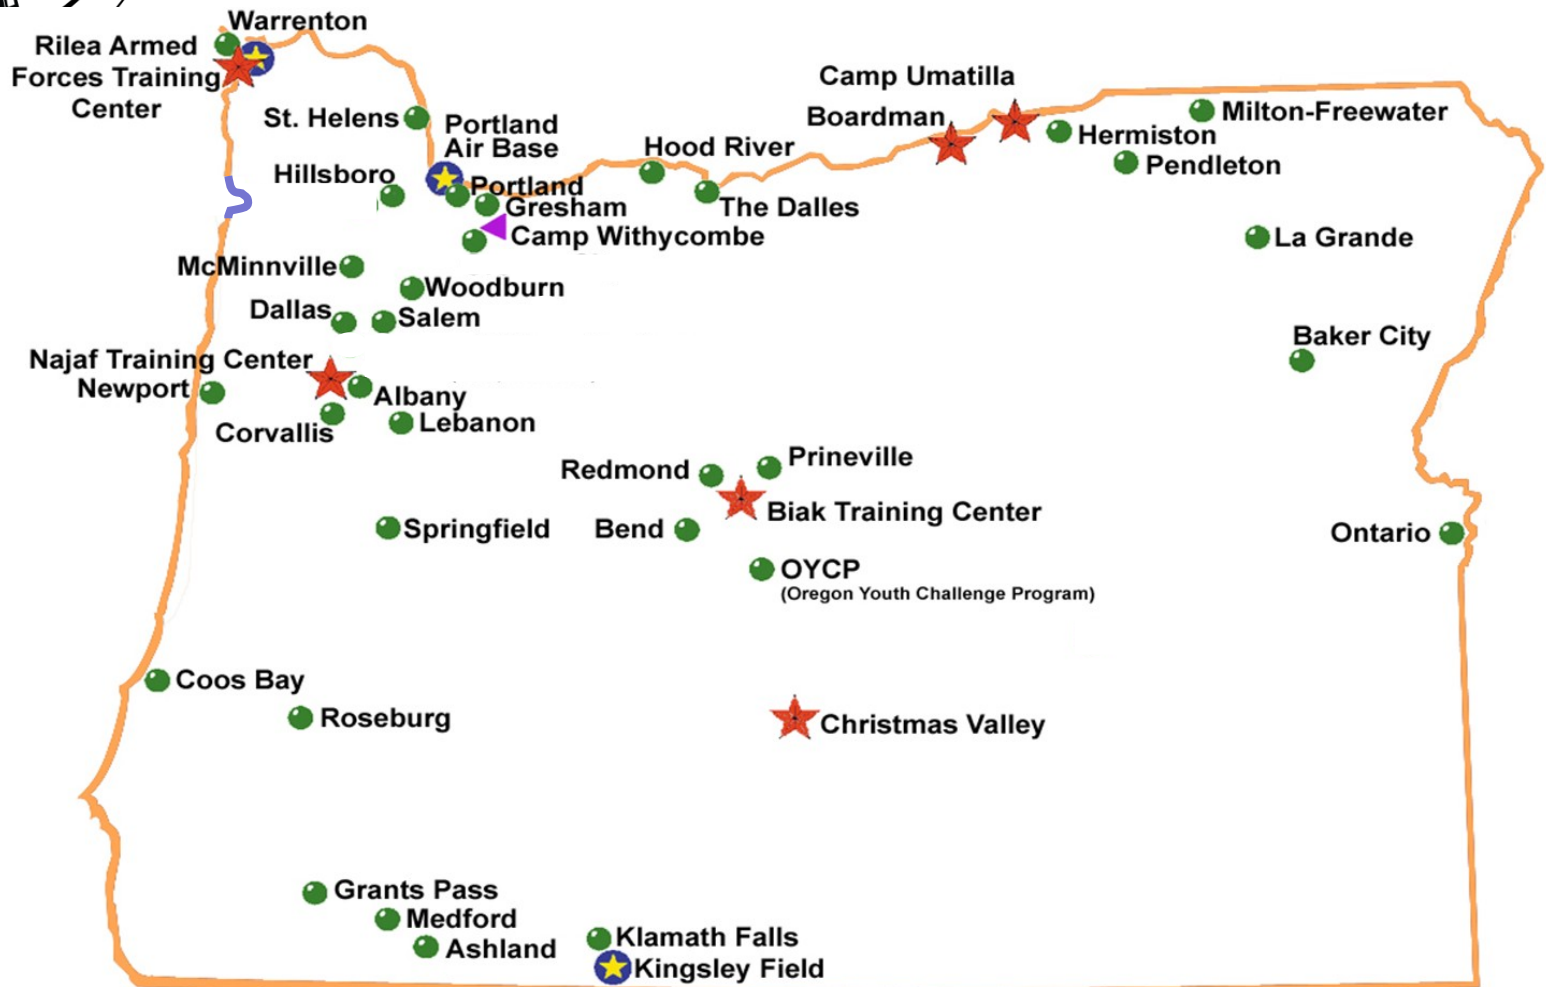 Warrenton
Rilea Armed
Forces Training
Center
Camp Umatilla
Boardman
Milton-Freewater
St. Helens
Portland
Air Base
Hermiston
Hood River
Pendleton
Hillsboro
Portland
Gresham
The Dalles
Camp Withycombe
La Grande
McMinnville
Woodburn
Dallas
Salem
Baker City
Najaf Training Center
Newport
Albany
Lebanon
Corvallis
Prineville
Redmond
Biak Training Center
Springfield
Bend
Ontario
OYCP
(Oregon Youth Challenge Program)
Coos Bay
Roseburg
Christmas Valley
Grants Pass
Medford
Ashland
Klamath Falls
Kingsley Field